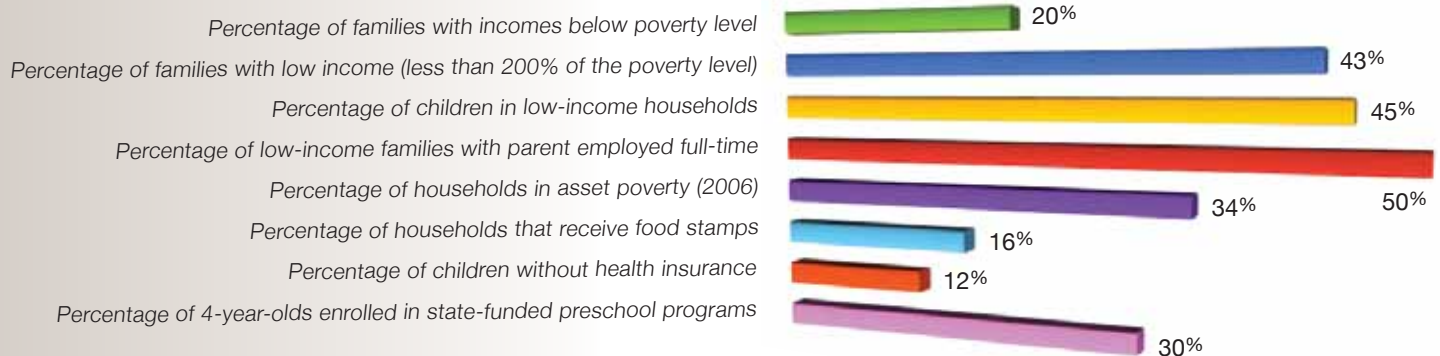 Percentage of families with incomes below poverty level 20%
Percentage of families with low income (less than 200% of the poverty level) 43%
Percentage of children in low-income households 45%
Percentage of low-income families with parent employed full-time 50%
Percentage of households in asset poverty (2006) 34%
Percentage of households that receive food stamps 16%
Percentage of children without health insurance 12%
Percentage of 4-year-olds enrolled in state-funded preschool programs 30%